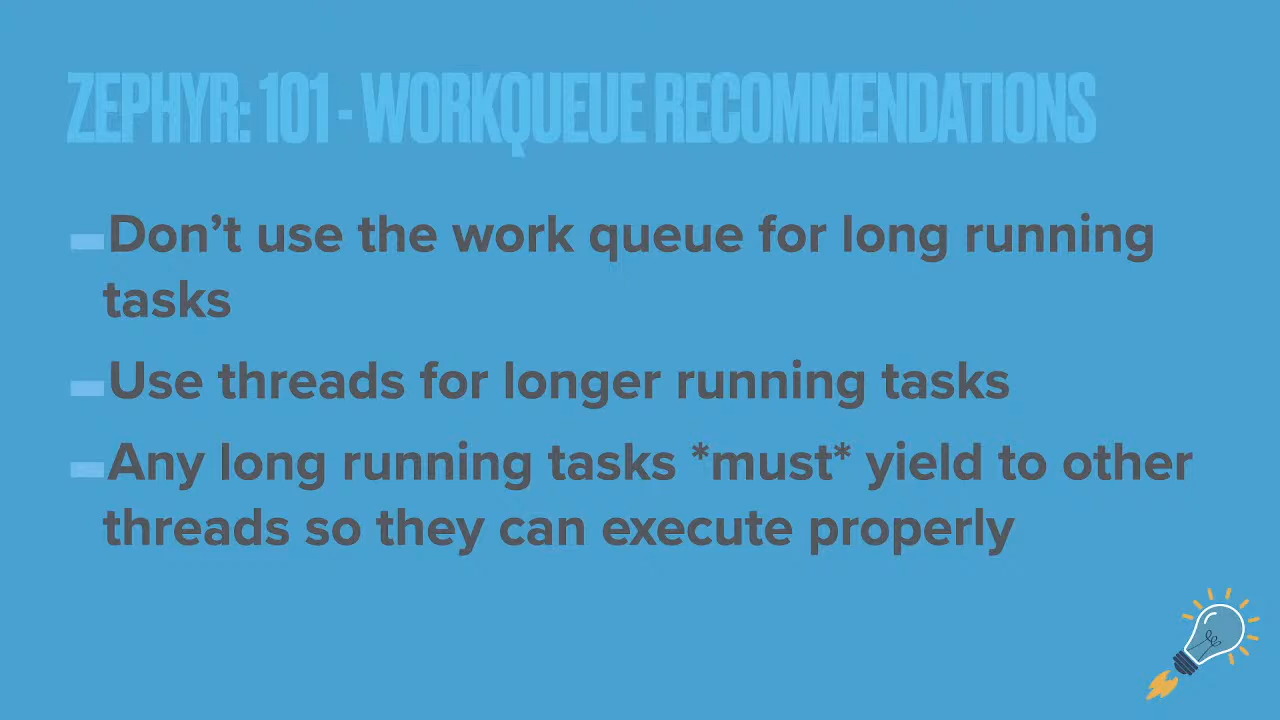 ZEPHYR: 101 - WORKQUEUE RECOMMENDATIONS
Don’t use the work queue for long running
tasks
Use threads for longer running tasks
Any long running tasks *must* yield to other
threads so they can execute properly